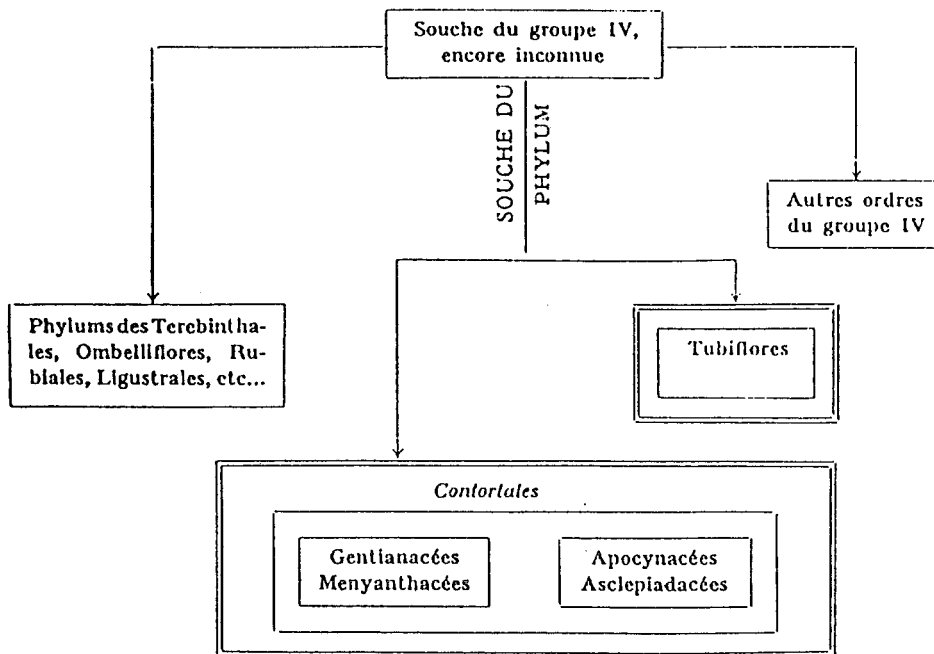 Souche du groupe IV,
encore inconnue
SOUCHE DU
PHYLUM
Autres ordres
du groupe IV
Phylums des Terebintha-
les, Ombelliflores, Ru-
biales, Ligustrales, etc...
Tubiflores
Contortales
Gentianacées
Menyanthacées
Apocynacées
Asclepiadacées